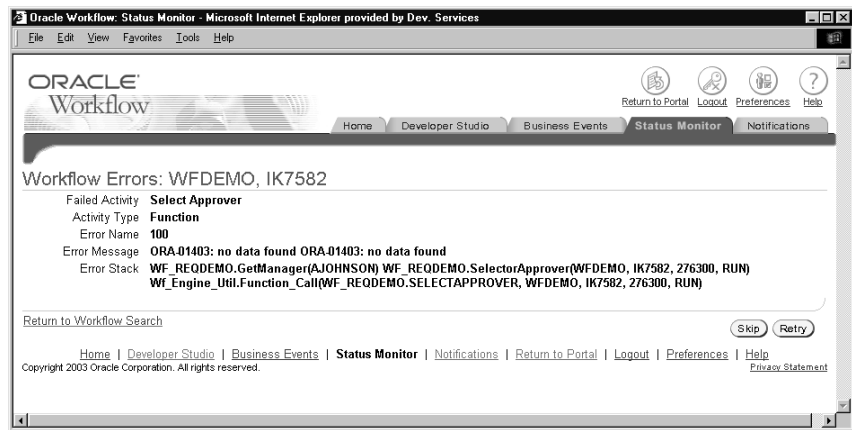 Oracle Workflow: Status Monitor - Microsoft Internet Explorer provided by Dev. Services
File Edit View Favorites Tools Help
ORACLE
Workflow
Return to Portal Logout Preferences Help
Home Developer Studio Business Events Status Monitor Notifications
Workflow Errors: WFDEMO, IK7582
Failed Activity Select Approver
Activity Type Function
Error Name 100
Error Message ORA-01403: no data found ORA-01403: no data found
Error Stack WF_REQDEMO.GetManager(AJOHNSON) WF_REQDEMO.SelectorApprover(WFDEMO, IK7582, 276300, RUN)
Wf_Engine_Util.Function_Call(WF_REQDEMO.SELECTAPPROVER, WFDEMO, IK7582, 276300, RUN)
Return to Workflow Search
Skip Retry
Home | Developer Studio | Business Events | Status Monitor | Notifications | Return to Portal | Logout | Preferences | Help
Copyright 2003 Oracle Corporation. All rights reserved. Privacy Statement